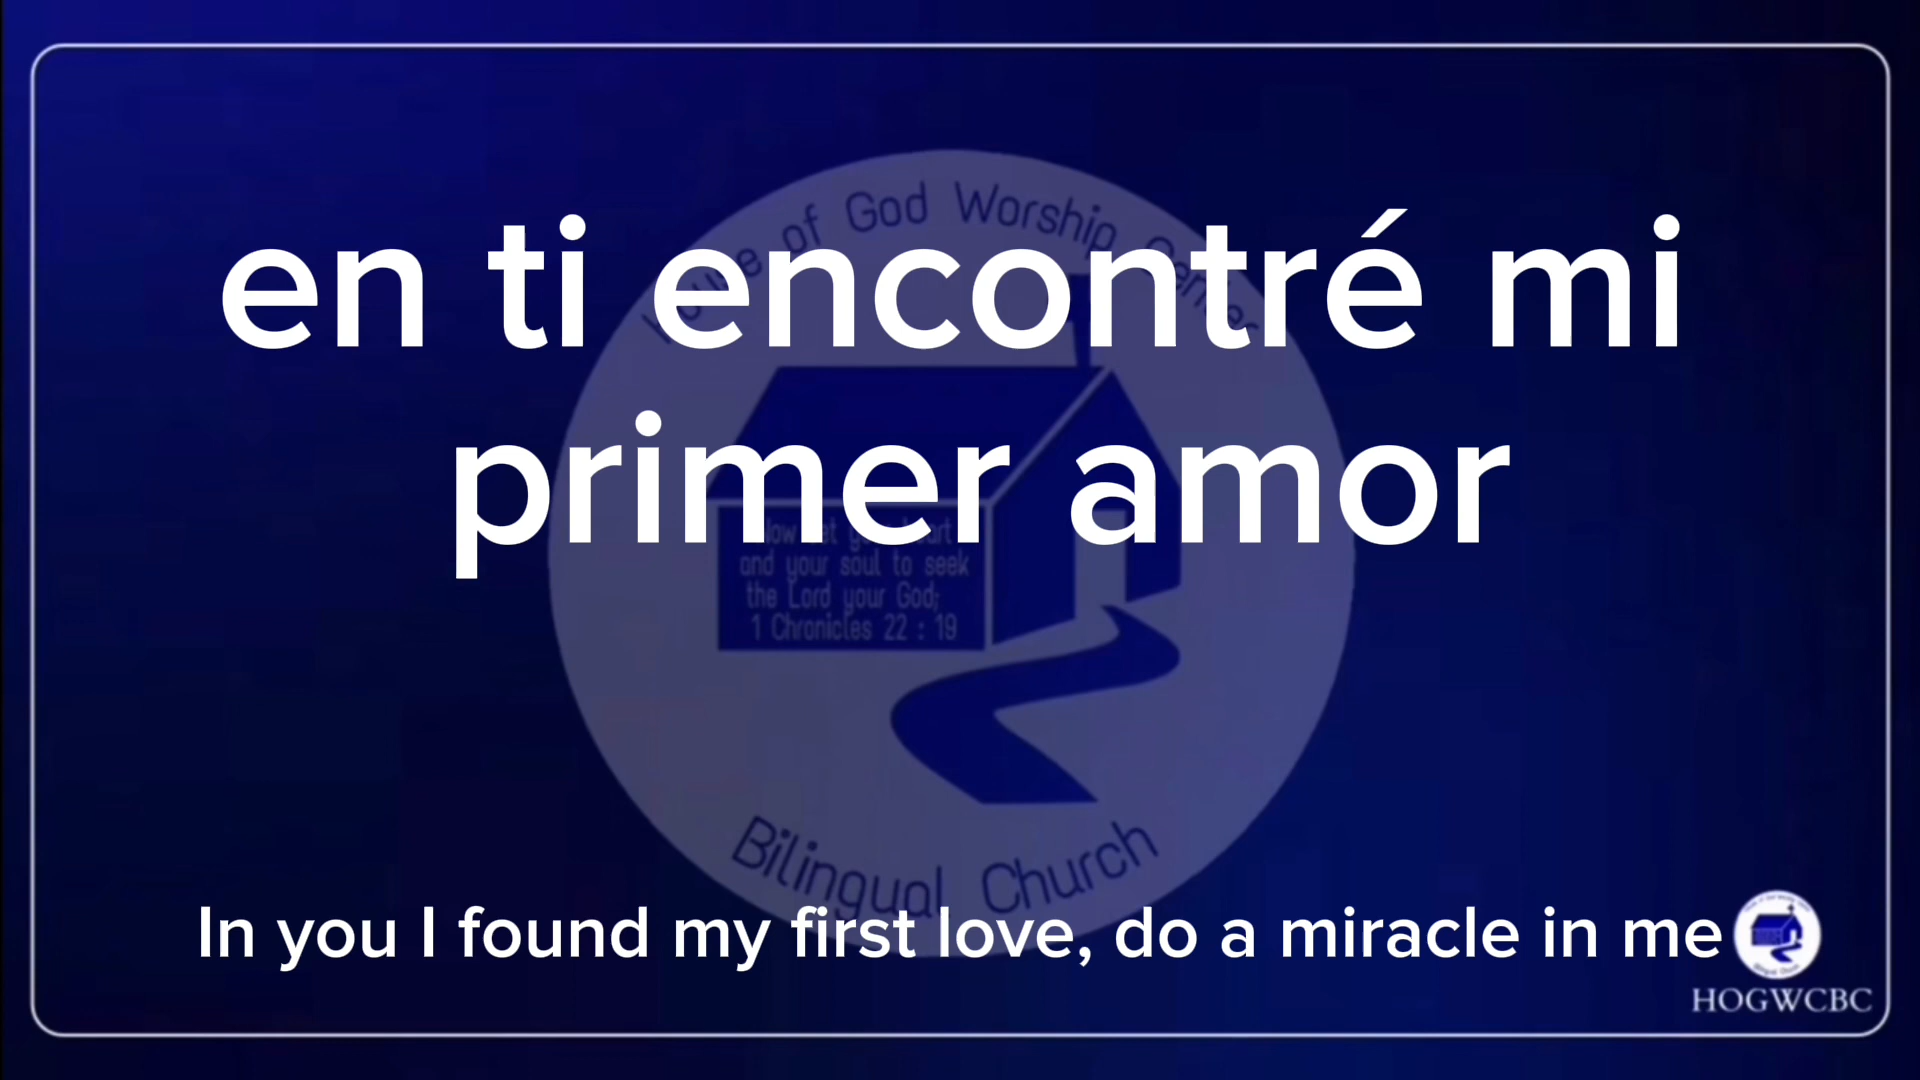 of God Worship Center
en ti encontré mi
primer amor
and your soul to seek
the Lord your God;
1 Chronicles 22 : 19
Bilingual Church
In you I found my first love, do a miracle in me
HOGWCBC